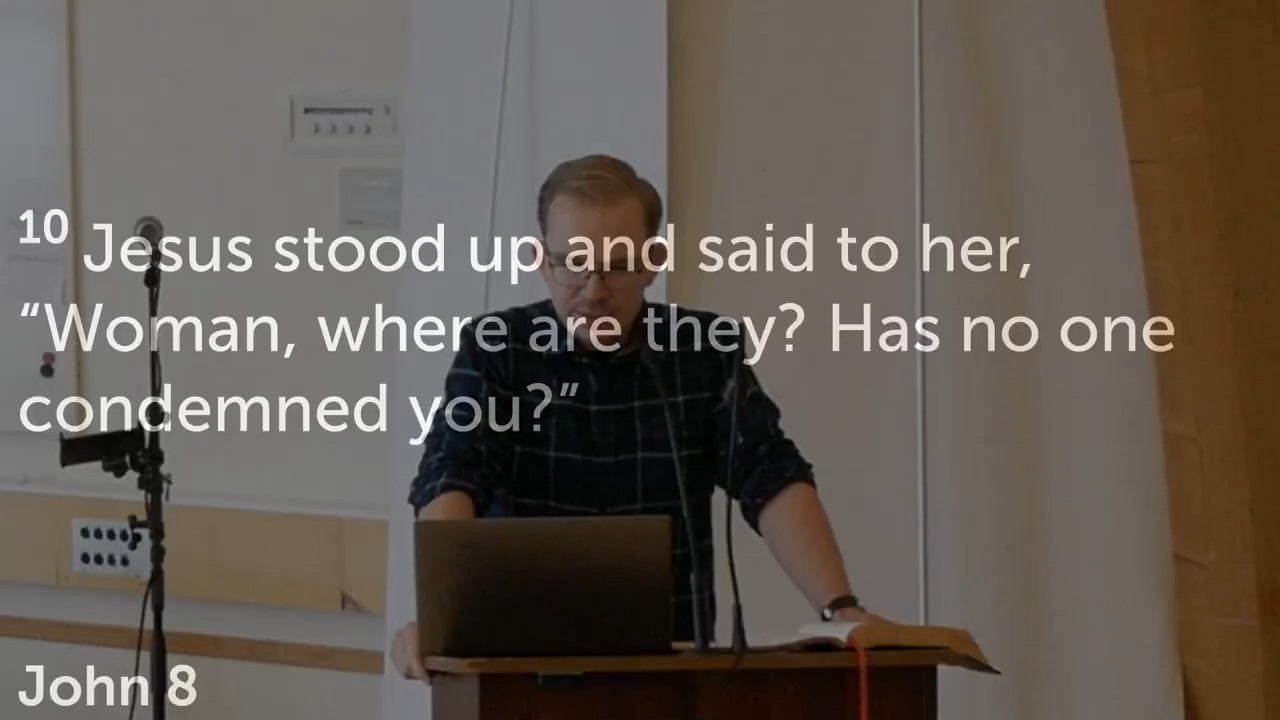 10 Jesus stood up and said to her,
“Woman, where are they? Has no one
condemned you?”
John 8